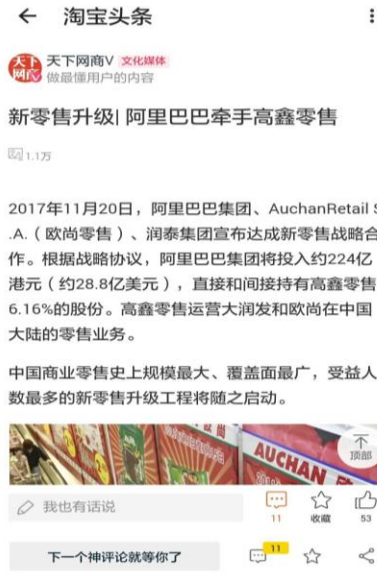 淘宝头条
天下网商
天下网商V 文化媒体
做最懂用户的内容
新零售升级| 阿里巴巴牵手高鑫零售
1.1万
2017年11月20日，阿里巴巴集团、AuchanRetail S
.A.（欧尚零售）、润泰集团宣布达成新零售战略合
作。根据战略协议，阿里巴巴集团将投入约224亿
港元（约28.8亿美元），直接和间接持有高鑫零售
6.16%的股份。高鑫零售运营大润发和欧尚在中国
大陆的零售业务。
中国商业零售史上规模最大、覆盖面最广，受益人
数最多的新零售升级工程将随之启动。
AUCHAN
顶部
我也有话说
11
收藏
53
下一个神评论就等你了
11